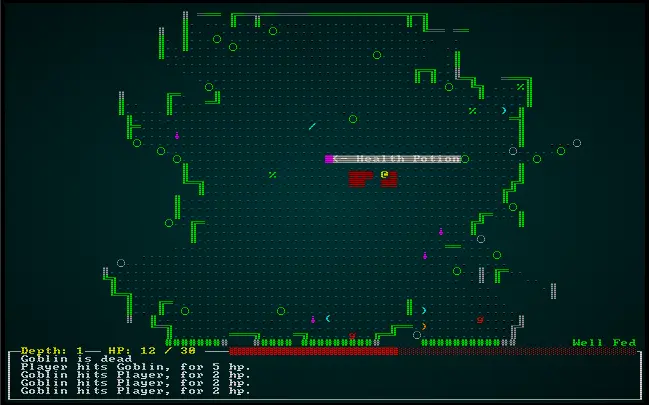 <- Health Potion
Well Fed
Depth: 1 HP: 12 / 30
Goblin is dead
Player hits Goblin, for 5 hp.
Goblin hits Player, for 2 hp.
Goblin hits Player, for 2 hp.
Goblin hits Player, for 2 hp.